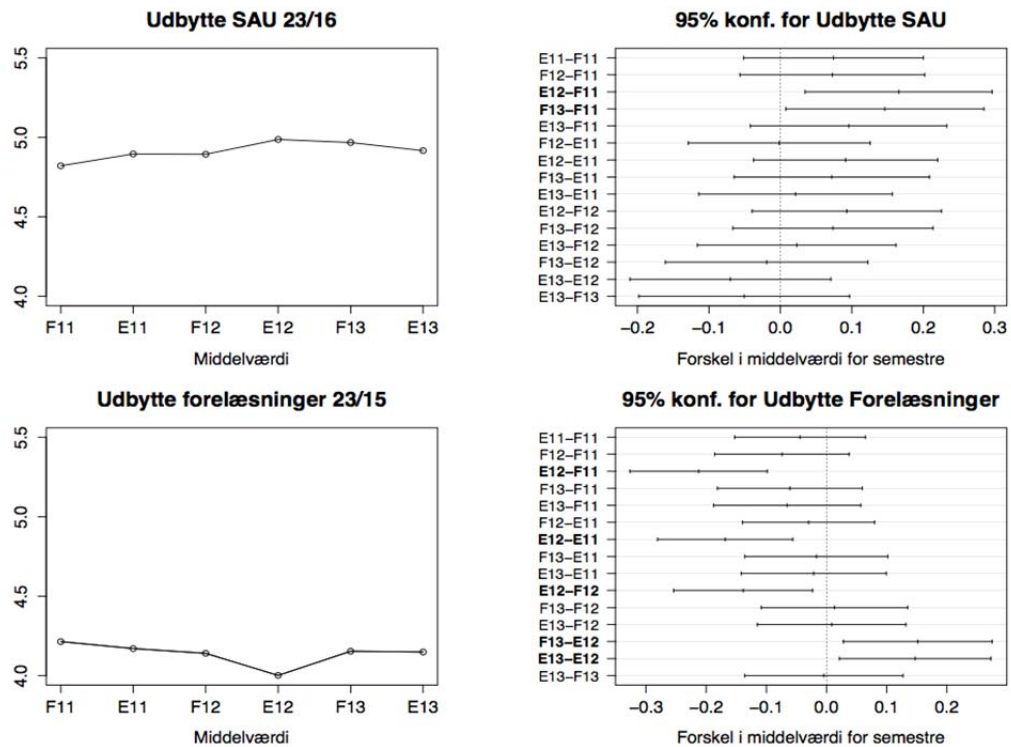 Udbytte SAU 23/16
5.5
5.0
4.5
4.0
F11 E11 F12 E12 F13 E13
Middelværdi
95% konf. for Udbytte SAU
E11–F11
F12–F11
E12–F11
F13–F11
E13–F11
F12–E11
E12–E11
F13–E11
E13–E11
E12–F12
F13–F12
E13–F12
F13–E12
E13–E12
E13–F13
−0.2 −0.1 0.0 0.1 0.2 0.3
Forskel i middelværdi for semestre
Udbytte forelæsninger 23/15
5.5
5.0
4.5
4.0
F11 E11 F12 E12 F13 E13
Middelværdi
95% konf. for Udbytte Forelæsninger
E11–F11
F12–F11
E12–F11
F13–F11
E13–F11
F12–E11
E12–E11
F13–E11
E13–E11
E12–F12
F13–F12
E13–F12
F13–E12
E13–E12
E13–F13
−0.3 −0.2 −0.1 0.0 0.1 0.2
Forskel i middelværdi for semestre